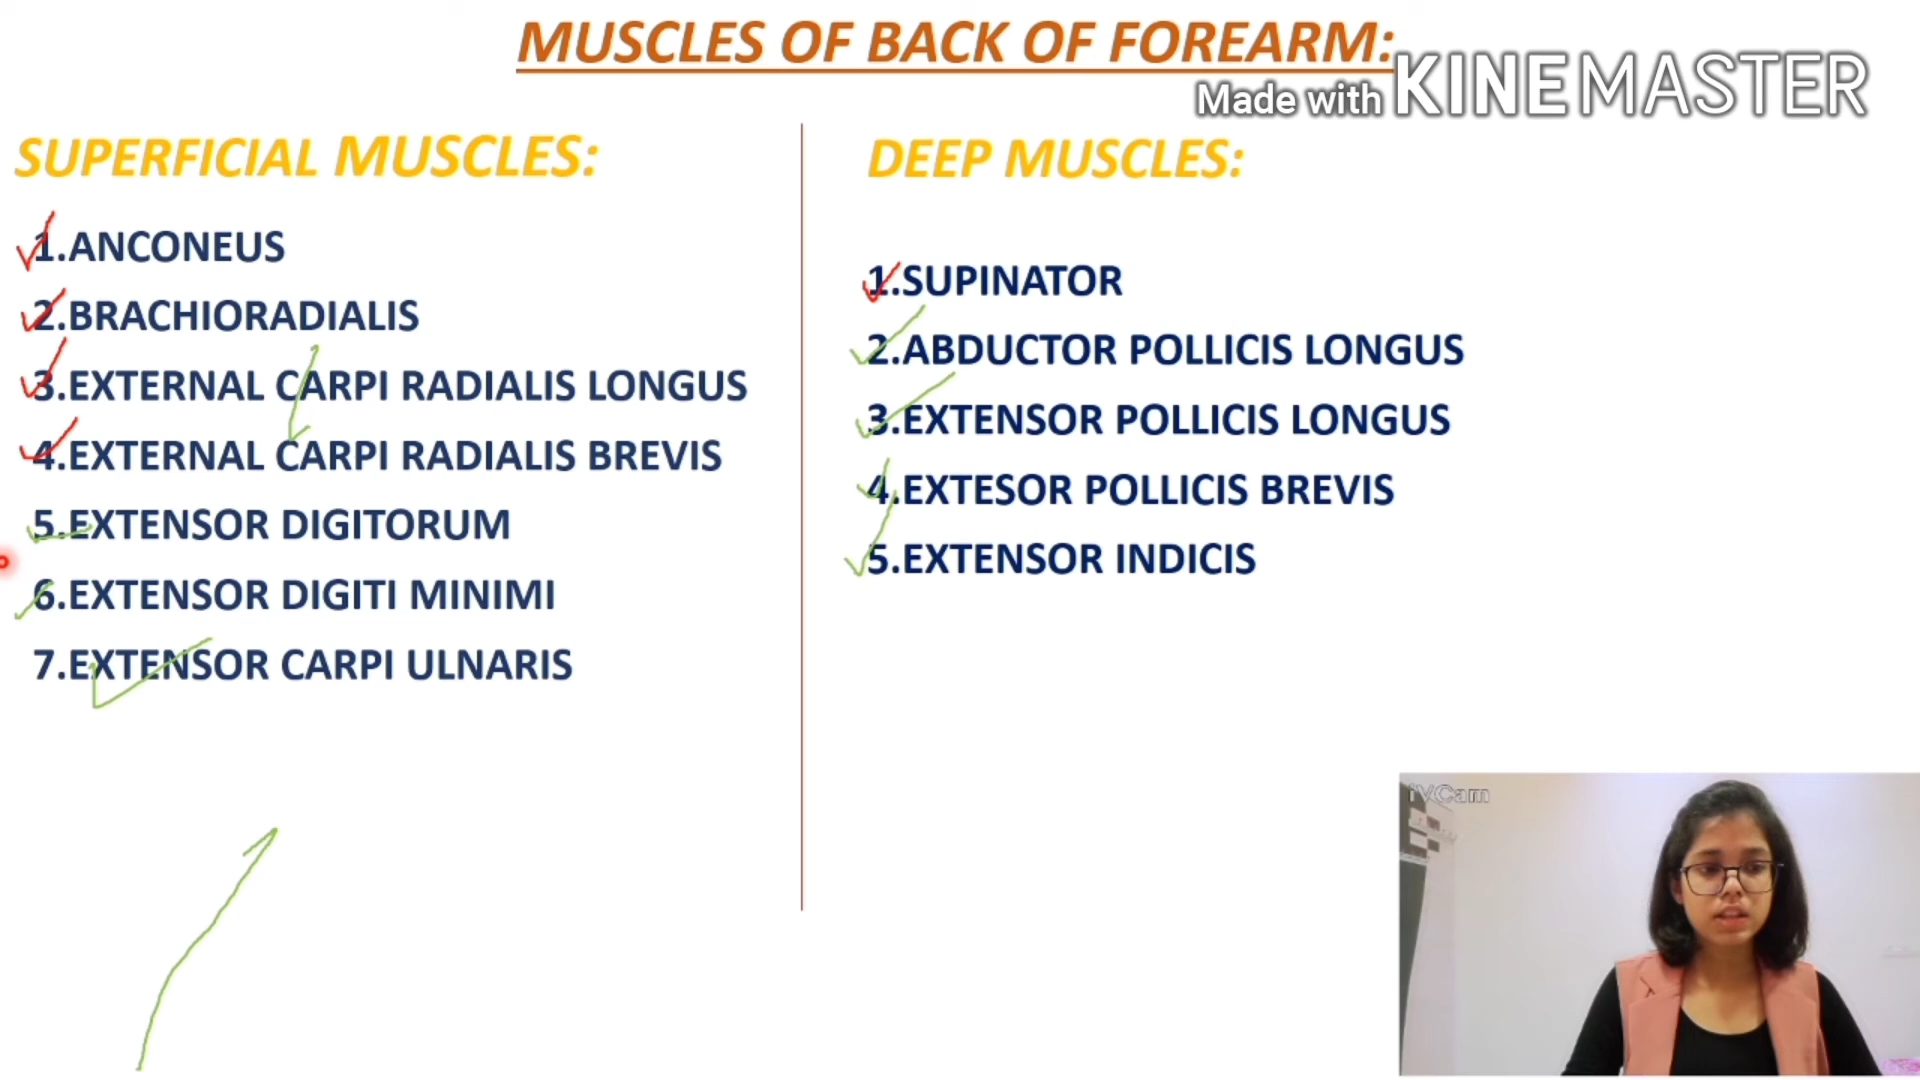 MUSCLES OF BACK OF FOREARM:
Made with KINEMASTER
SUPERFICIAL MUSCLES:
1.ANCONEUS
2.BRACHIORADIALIS
3.EXTERNAL CARPI RADIALIS LONGUS
4.EXTERNAL CARPI RADIALIS BREVIS
5.EXTENSOR DIGITORUM
6.EXTENSOR DIGITI MINIMI
7.EXTENSOR CARPI ULNARIS
DEEP MUSCLES:
1.SUPINATOR
2.ABDUCTOR POLLICIS LONGUS
3.EXTENSOR POLLICIS LONGUS
4.EXTESOR POLLICIS BREVIS
5.EXTENSOR INDICIS
iVCam